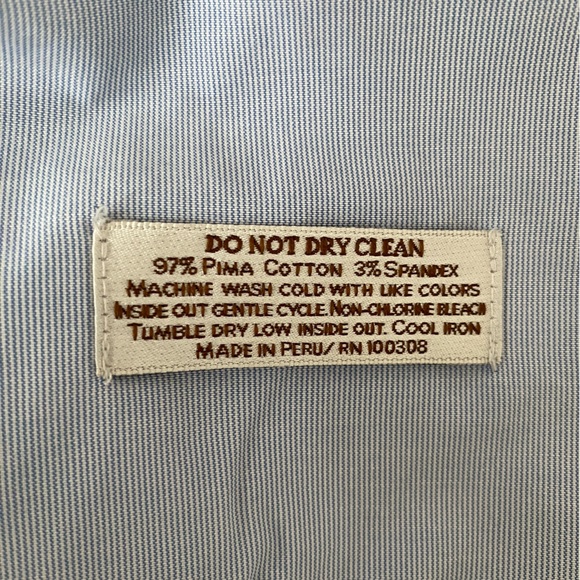 DO NOT DRY CLEAN
97% PIMA COTTON 3% SPANDEX
MACHINE WASH COLD WITH LIKE COLORS
INSIDE OUT GENTLE CYCLE. NON-CHLORINE BLEACH
TUMBLE DRY LOW INSIDE OUT. COOL IRON
MADE IN PERU/ RN 100308